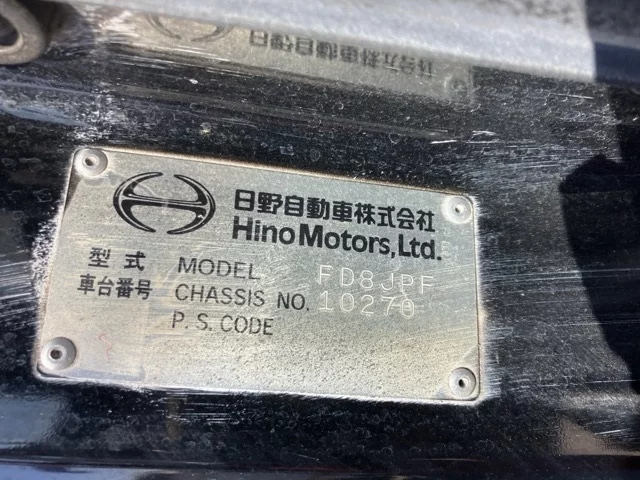 日野自動車株式会社
Hino Motors, Ltd.
型式 MODEL FD8JPF
車台番号 CHASSIS NO. 10270
P.S. CODE